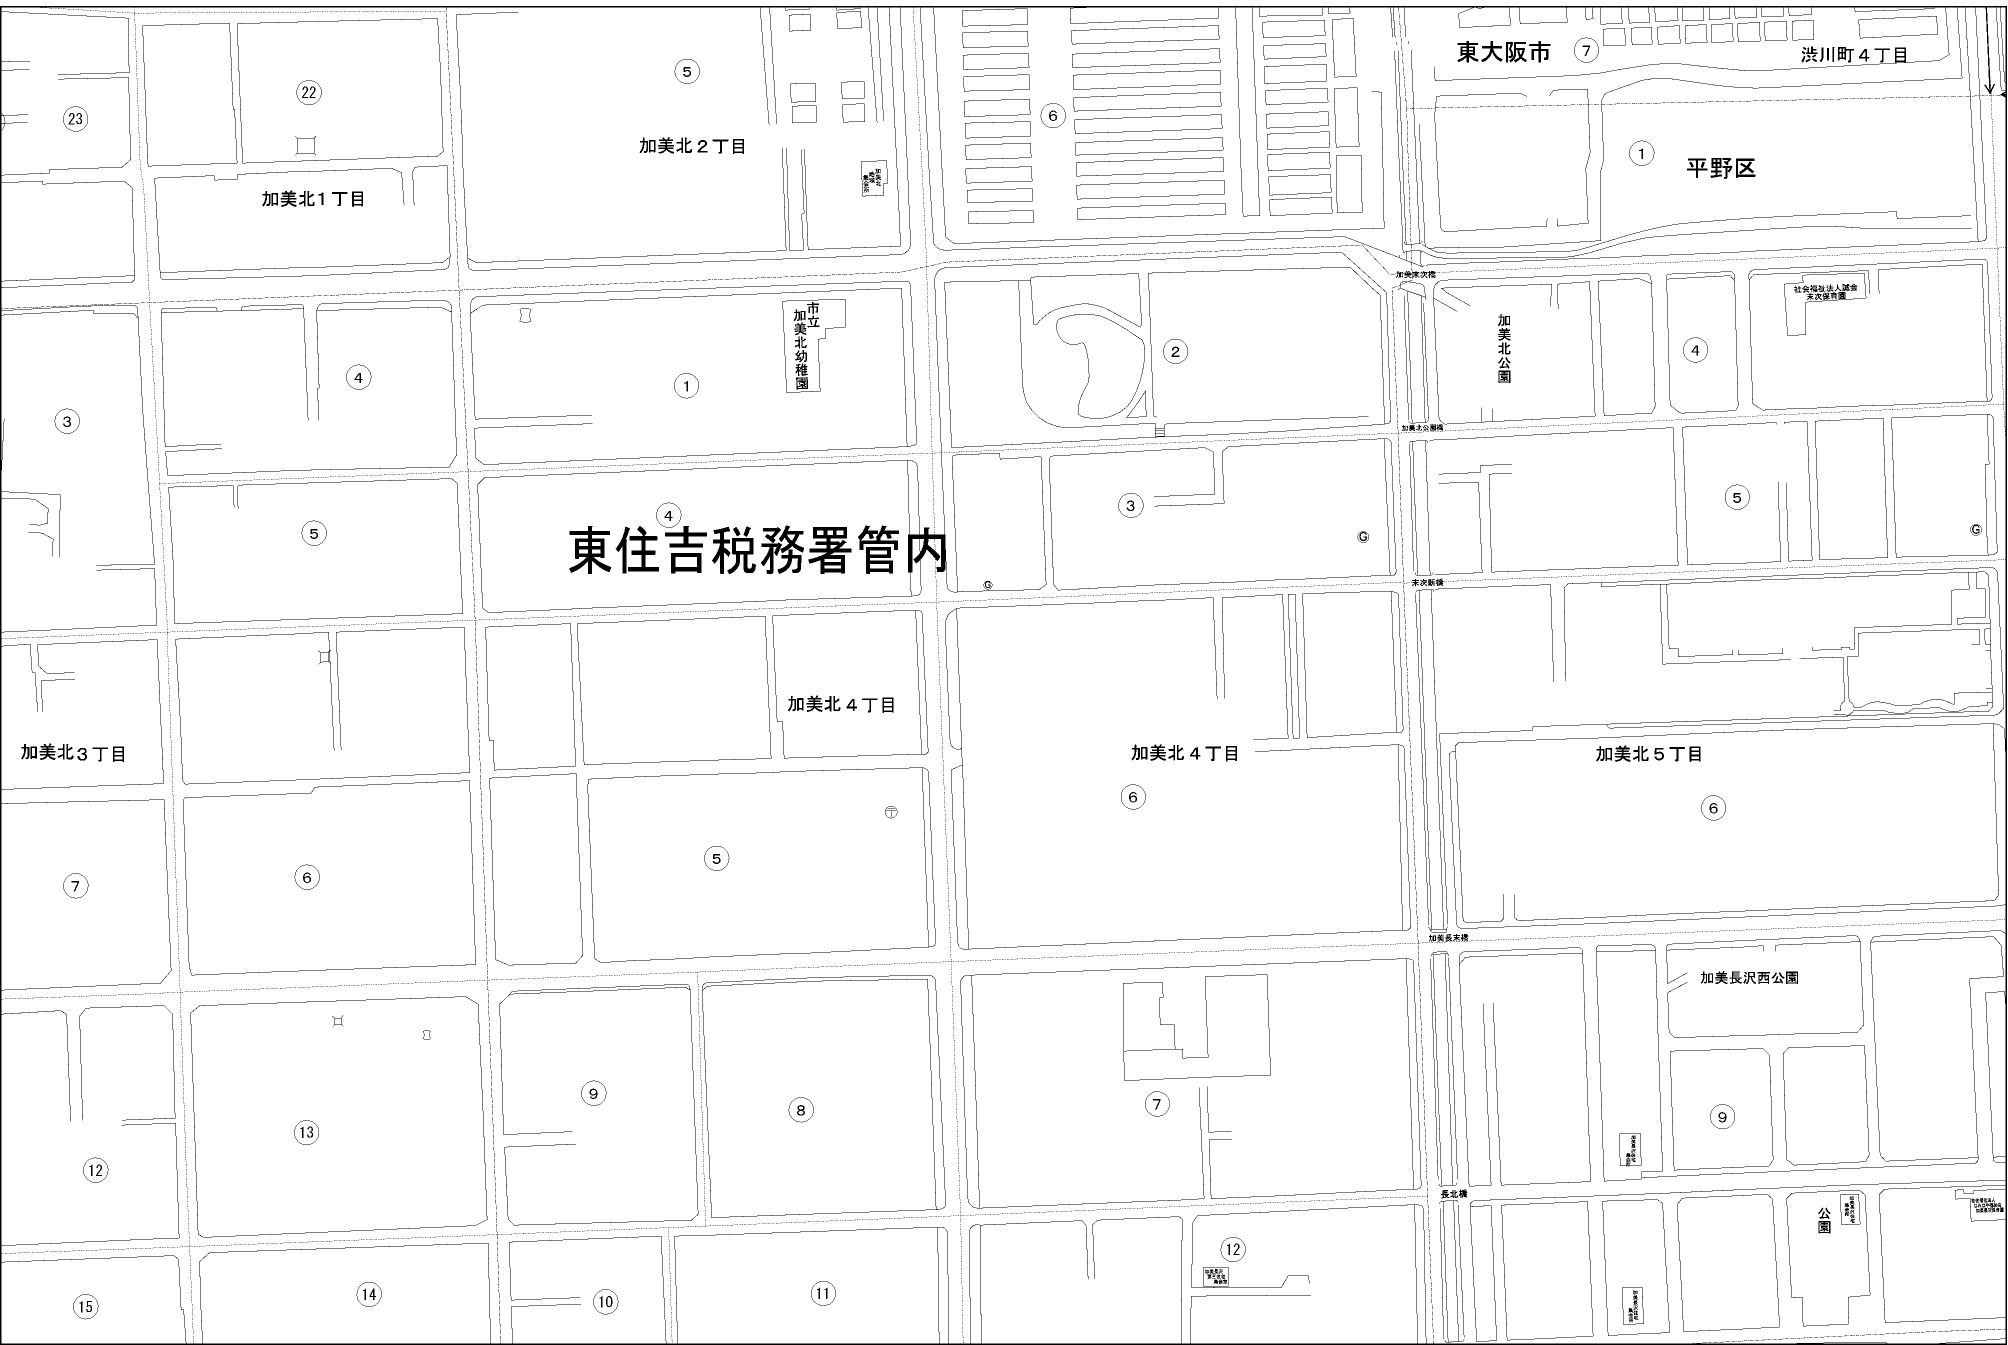 東大阪市
⑦
渋川町４丁目
⑤
㉒
㉓
⑥
加美北２丁目
①
平野区
加美北
加美北１丁目
加美末次橋
社会福祉法人誠会
末次保育園
市立
加美北幼稚園
加美北公園
②
④
④
①
③
加美北公園橋
⑤
③
④
⑤
G
G
東住吉税務署管内
G
末次新橋
加美北４丁目
加美北３丁目
加美北４丁目
加美北５丁目
⑥
⑥
〒
⑤
⑥
⑦
加美長末橋
加美長沢西公園
⑨
⑧
⑦
⑨
⑬
⑫
長北橋
公園
⑫
⑭
⑪
⑩
⑮